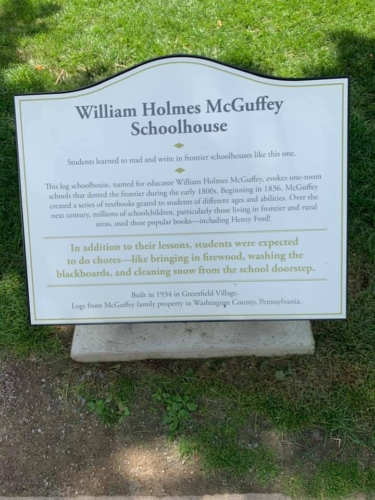 William Holmes McGuffey
Schoolhouse
Students learned to read and write in frontier schoolhouses like this one.
This log schoolhouse, named for educator William Holmes McGuffey, evokes one-room
schools that dotted the frontier during the early 1800s. Beginning in 1836, McGuffey
created a series of textbooks geared to students of different ages and abilities. Over the
next century, millions of schoolchildren, particularly those living in frontier and rural
areas, used these popular books—including Henry Ford!
In addition to their lessons, students were expected
to do chores—like bringing in firewood, washing the
blackboards, and cleaning snow from the school doorstep.
Built in 1934 in Greenfield Village.
Logs from McGuffey family property in Washington County, Pennsylvania.